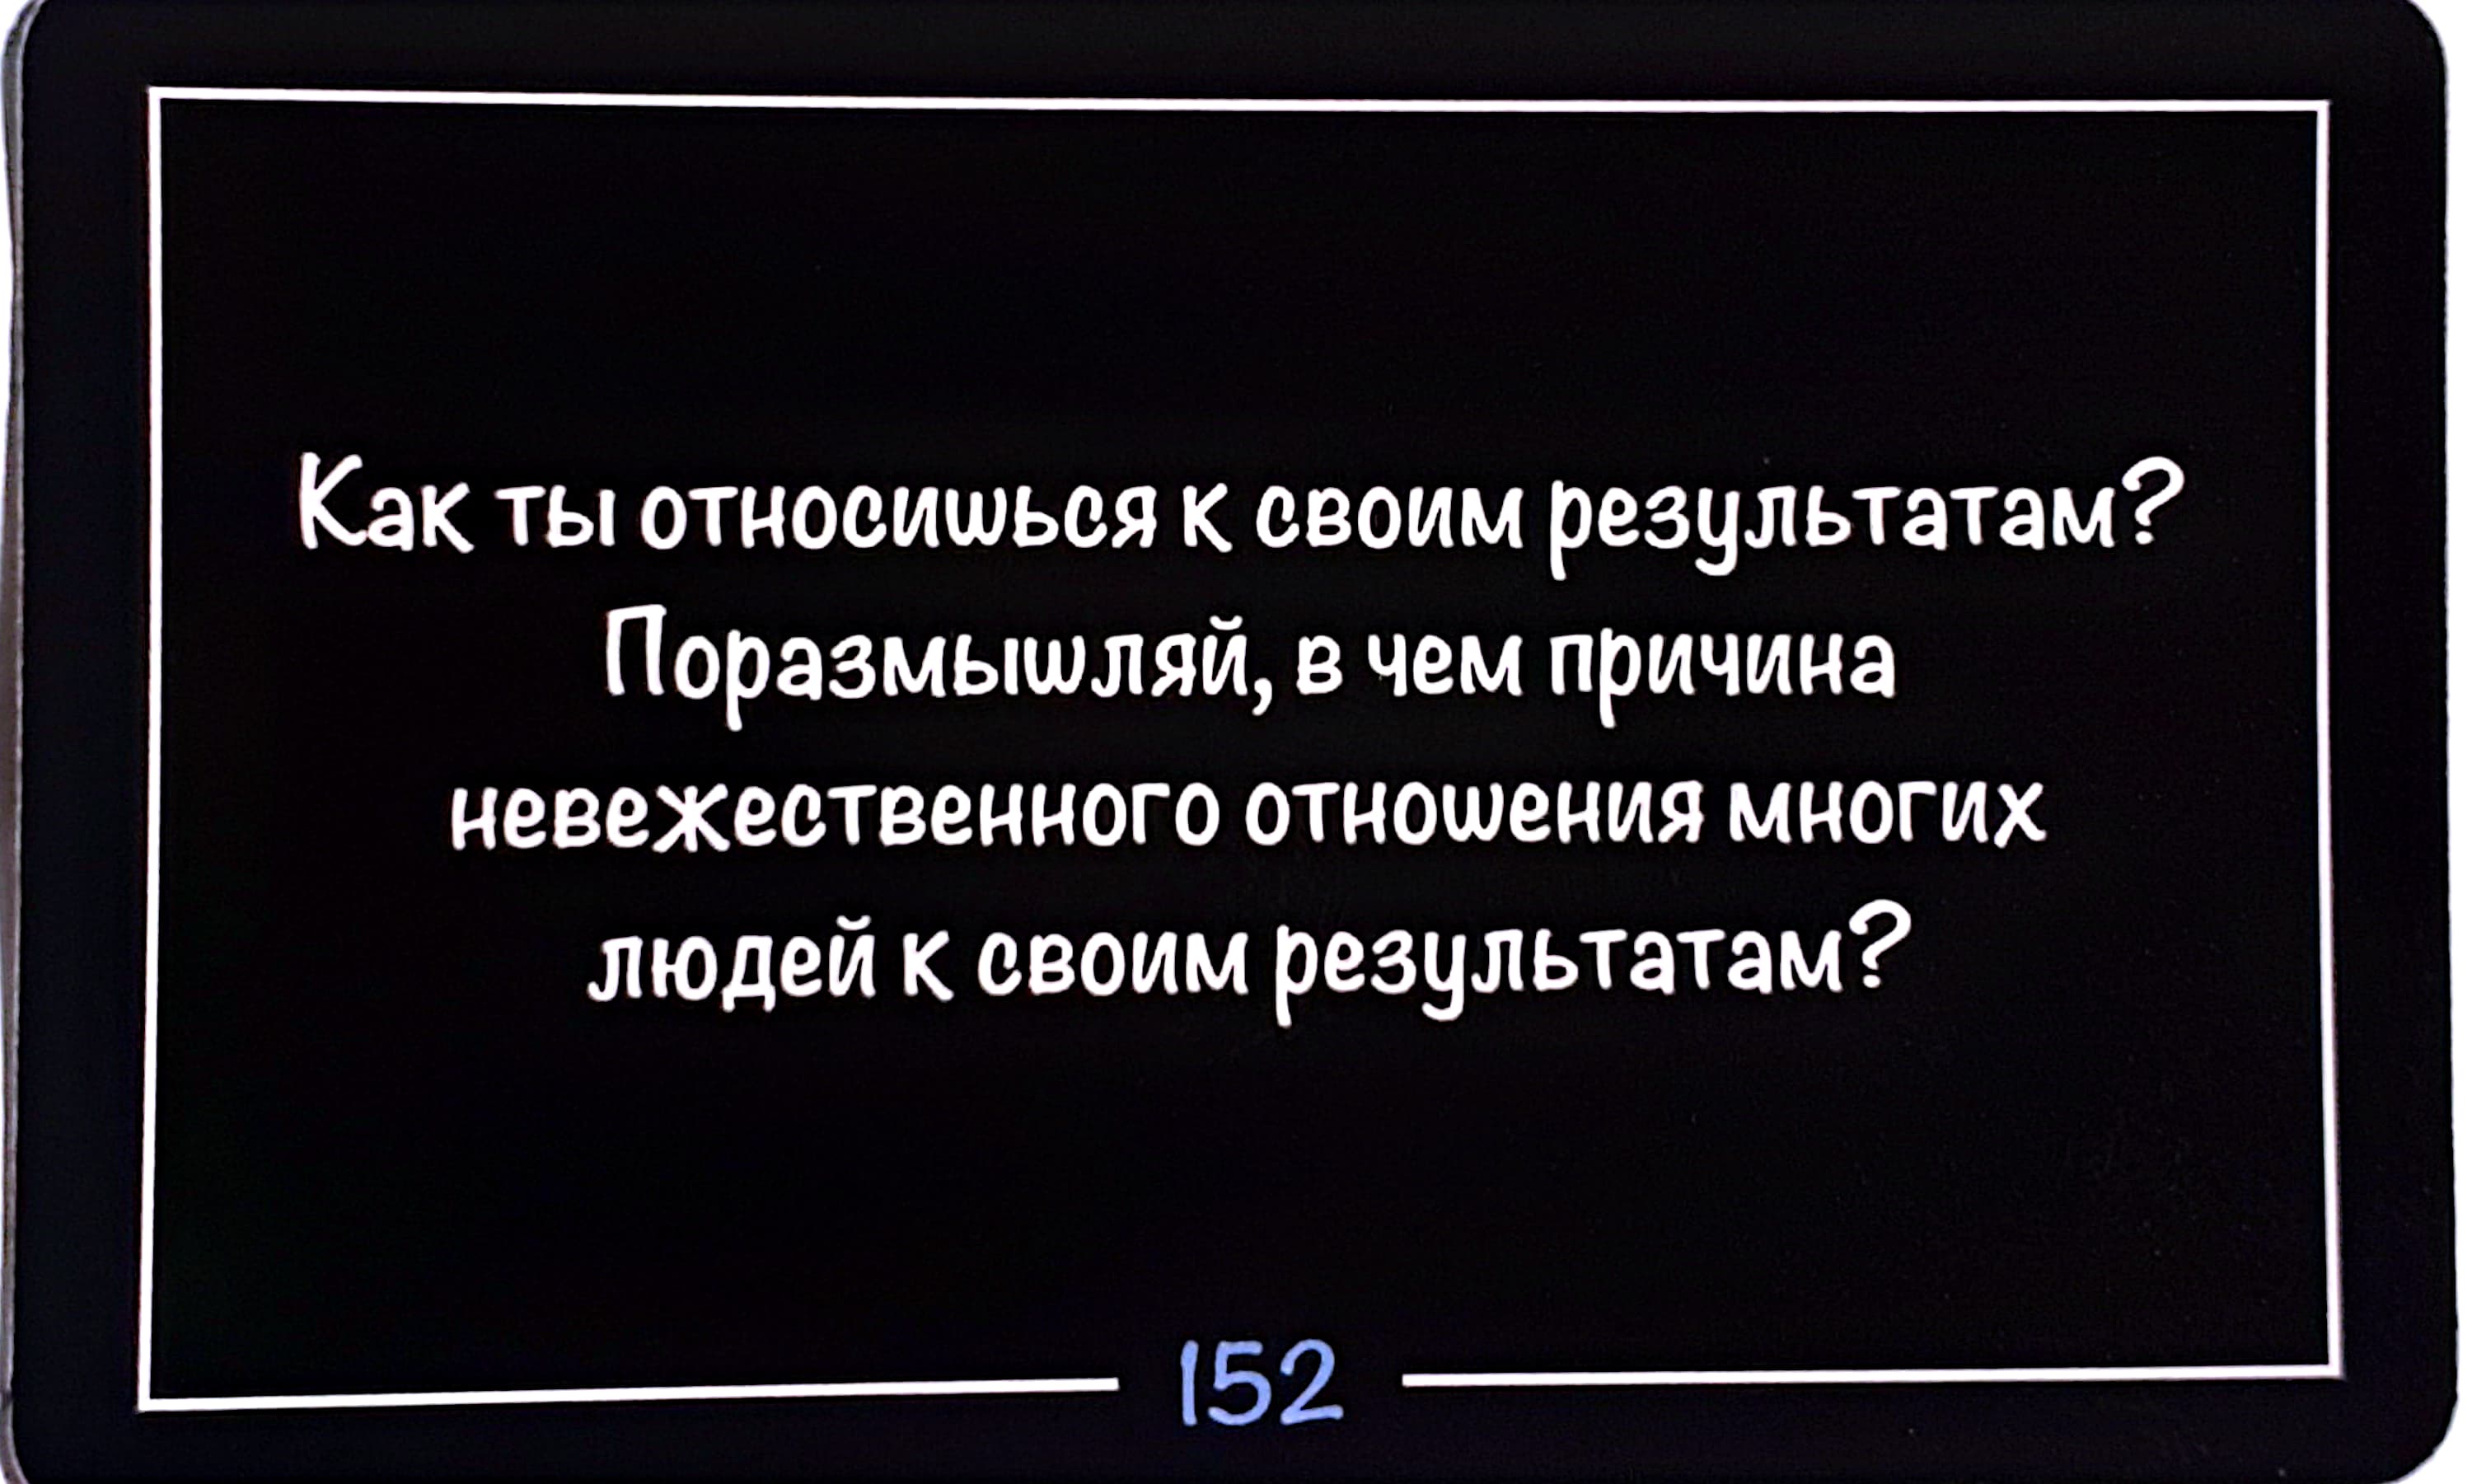 Как ты относишься к своим результатам?
Поразмышляй, в чем причина
невежественного отношения многих
людей к своим результатам?
152